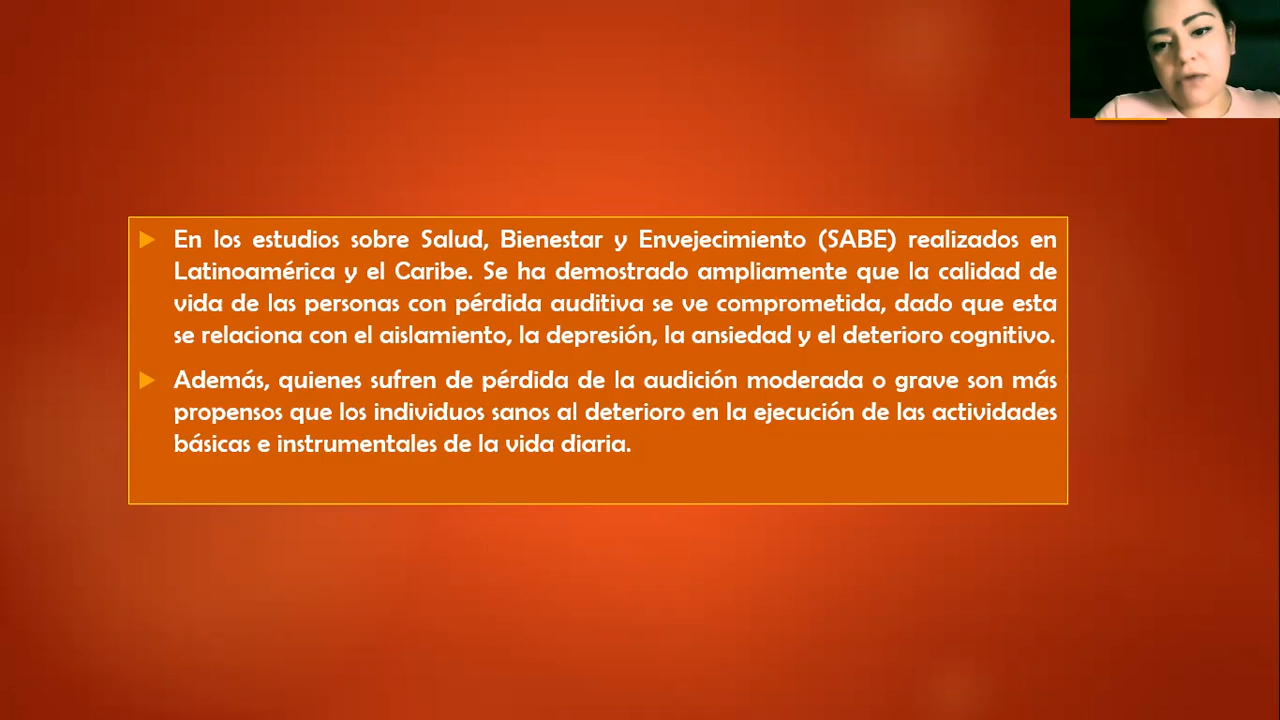 En los estudios sobre Salud, Bienestar y Envejecimiento (SABE) realizados en
Latinoamérica y el Caribe. Se ha demostrado ampliamente que la calidad de
vida de las personas con pérdida auditiva se ve comprometida, dado que esta
se relaciona con el aislamiento, la depresión, la ansiedad y el deterioro cognitivo.
Además, quienes sufren de pérdida de la audición moderada o grave son más
propensos que los individuos sanos al deterioro en la ejecución de las actividades
básicas e instrumentales de la vida diaria.